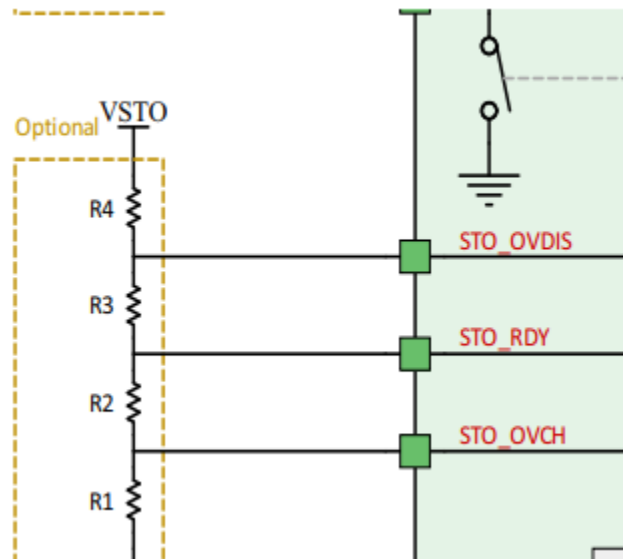 VSTO
Optional
R4
STO_OVDIS
R3
STO_RDY
R2
STO_OVCH
R1